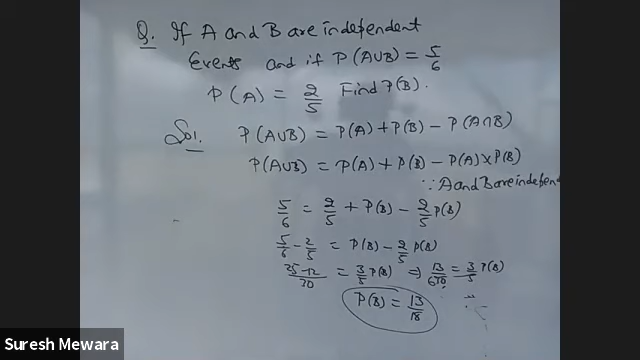 Q. If A and B are independent
Events and if P(A∪B) = 5/6
P(A) = 2/5 Find P(B).
Sol. P(A∪B) = P(A) + P(B) - P(A∩B)
P(A∪B) = P(A) + P(B) - P(A)×P(B)
∵ A and B are independ
5/6 = 2/5 + P(B) - 2/5 P(B)
5/6 - 2/5 = P(B) - 2/5 P(B)
25-12/30 = 3/5 P(B) ⇒ 13/30 = 3/5 P(B)
P(B) = 13/18
Suresh Mewara